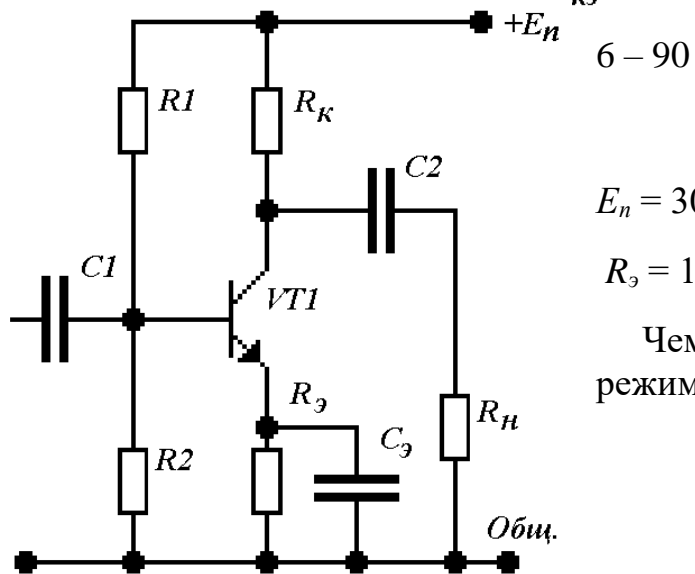 кэ
+Eп
6 – 90
R1
Rк
C2
Eп = 30
C1
VT1
Rэ = 1
Чем
режим
Rэ
Rн
R2
Cэ
Общ.